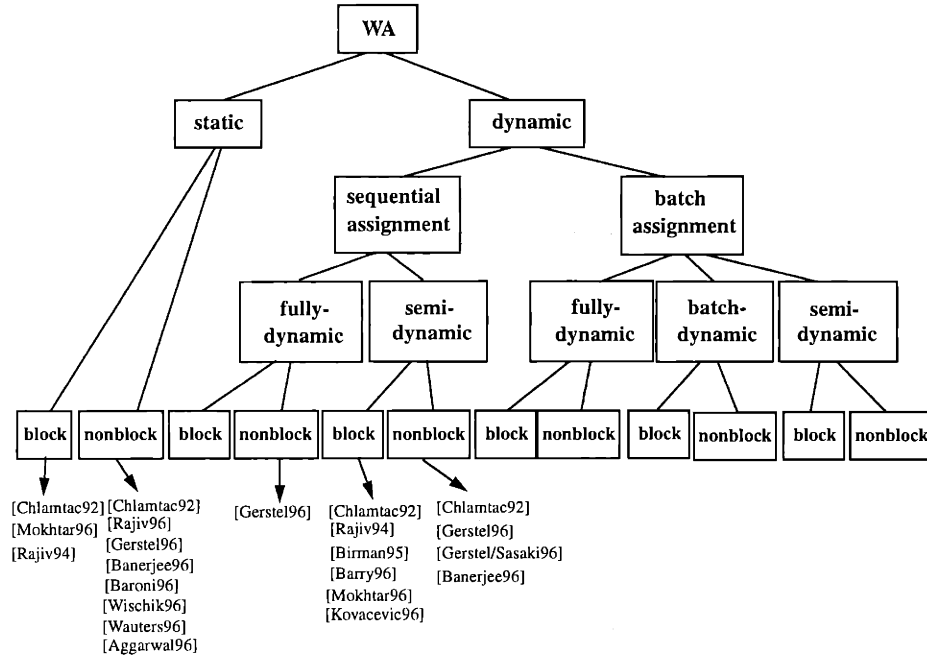 WA
static
dynamic
sequential
assignment
batch
assignment
fully-
dynamic
semi-
dynamic
fully-
dynamic
batch-
dynamic
semi-
dynamic
block
nonblock
block
nonblock
block
nonblock
block
nonblock
block
nonblock
block
nonblock
[Chlamtac92]
[Mokhtar96]
[Rajiv94]
[Chlamtac92}
[Rajiv96]
[Gerstel96]
[Banerjee96]
[Baroni96]
[Wischik96]
[Wauters96]
[Aggarwal96]
[Gerstel96]
[Chlamtac92]
[Rajiv94]
[Birman95]
[Barry96]
[Mokhtar96]
[Kovacevic96]
[Chlamtac92]
[Gerstel96]
[Gerstel/Sasaki96]
[Banerjee96]